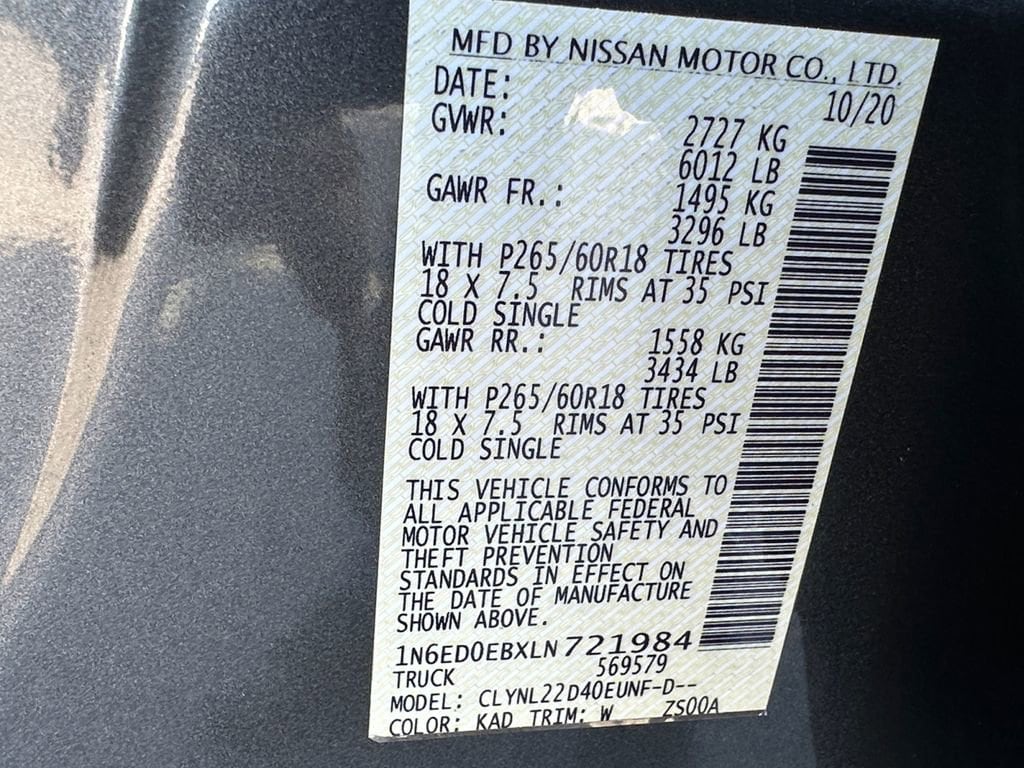 MFD BY NISSAN MOTOR CO., LTD.
DATE: 10/20
GVWR: 2727 KG
6012 LB
GAWR FR.: 1495 KG
3296 LB
WITH P265/60R18 TIRES
18 X 7.5 RIMS AT 35 PSI
COLD SINGLE
GAWR RR.: 1558 KG
3434 LB
WITH P265/60R18 TIRES
18 X 7.5 RIMS AT 35 PSI
COLD SINGLE
THIS VEHICLE CONFORMS TO
ALL APPLICABLE FEDERAL
MOTOR VEHICLE SAFETY AND
THEFT PREVENTION
STANDARDS IN EFFECT ON
THE DATE OF MANUFACTURE
SHOWN ABOVE.
1N6ED0EBXLN721984
TRUCK 569579
MODEL: CLYNL22D40EUNF-D--
COLOR: KAD TRIM: W ZS00A